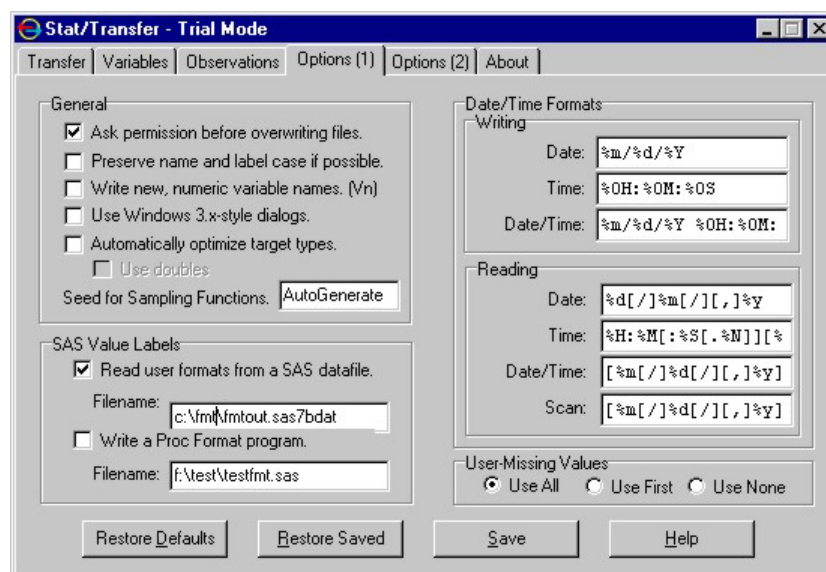 Stat/Transfer - Trial Mode
Transfer Variables Observations Options (1) Options (2) About
General
Ask permission before overwriting files.
Preserve name and label case if possible.
Write new, numeric variable names. (Vn)
Use Windows 3.x-style dialogs.
Automatically optimize target types.
Use doubles
Seed for Sampling Functions. AutoGenerate
SAS Value Labels
Read user formats from a SAS datafile.
Filename: c:\fmt\fmtout.sas7bdat
Write a Proc Format program.
Filename: f:\test\testfmt.sas
Date/Time Formats
Writing
Date: %m/%d/%Y
Time: %0H:%0M:%0S
Date/Time: %m/%d/%Y %0H:%0M:
Reading
Date: %d[/]%m[/][,]%y
Time: %H:%M[:%S[.%N]][%
Date/Time: [%m[/]%d[/][,]%y]
Scan: [%m[/]%d[/][,]%y]
User-Missing Values
Use All Use First Use None
Restore Defaults Restore Saved Save Help